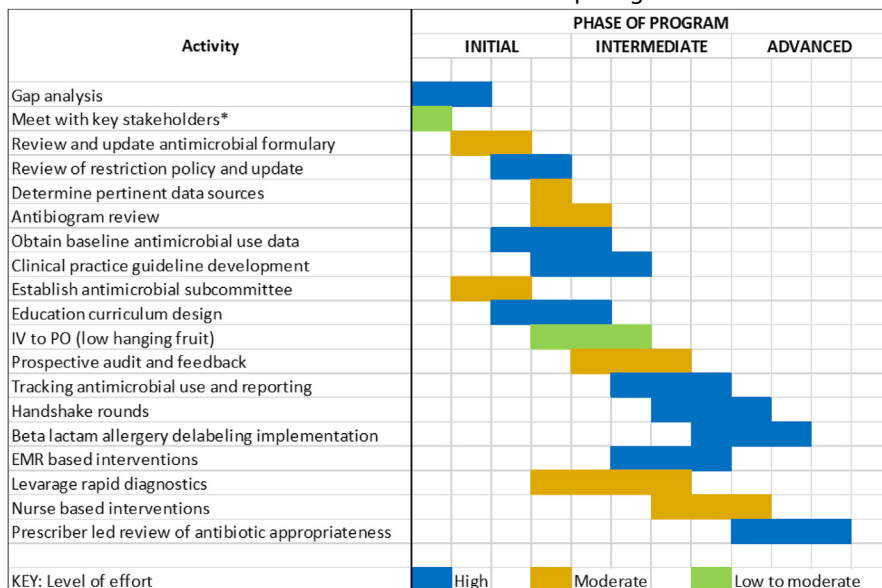 PHASE OF PROGRAM
Activity INITIAL INTERMEDIATE ADVANCED
Gap analysis
Meet with key stakeholders*
Review and update antimicrobial formulary
Review of restriction policy and update
Determine pertinent data sources
Antibiogram review
Obtain baseline antimicrobial use data
Clinical practice guideline development
Establish antimicrobial subcommittee
Education curriculum design
IV to PO (low hanging fruit)
Prospective audit and feedback
Tracking antimicrobial use and reporting
Handshake rounds
Beta lactam allergery delabeling implementation
EMR based interventions
Levarage rapid diagnostics
Nurse based interventions
Prescriber led review of antibiotic appropriateness
KEY: Level of effort High Moderate Low to moderate